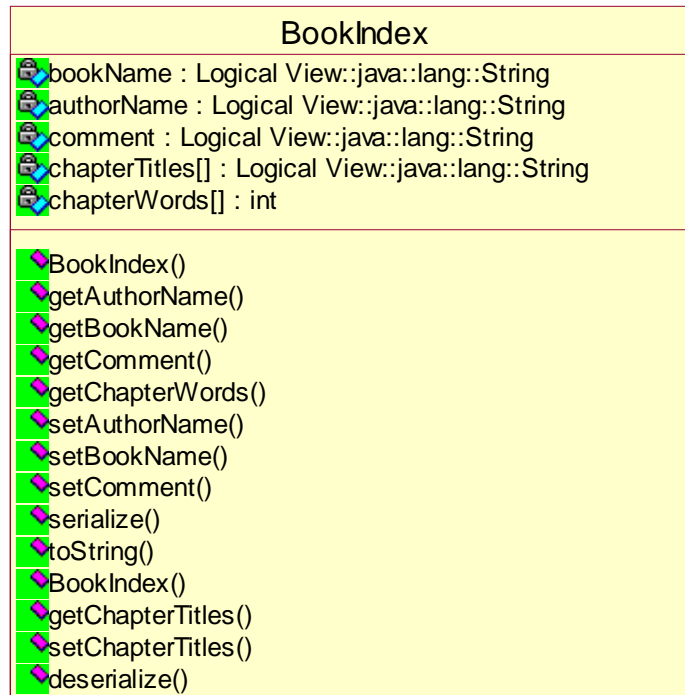 BookIndex
bookName : Logical View::java::lang::String
authorName : Logical View::java::lang::String
comment : Logical View::java::lang::String
chapterTitles[] : Logical View::java::lang::String
chapterWords[] : int
BookIndex()
getAuthorName()
getBookName()
getComment()
getChapterWords()
setAuthorName()
setBookName()
setComment()
serialize()
toString()
BookIndex()
getChapterTitles()
setChapterTitles()
deserialize()